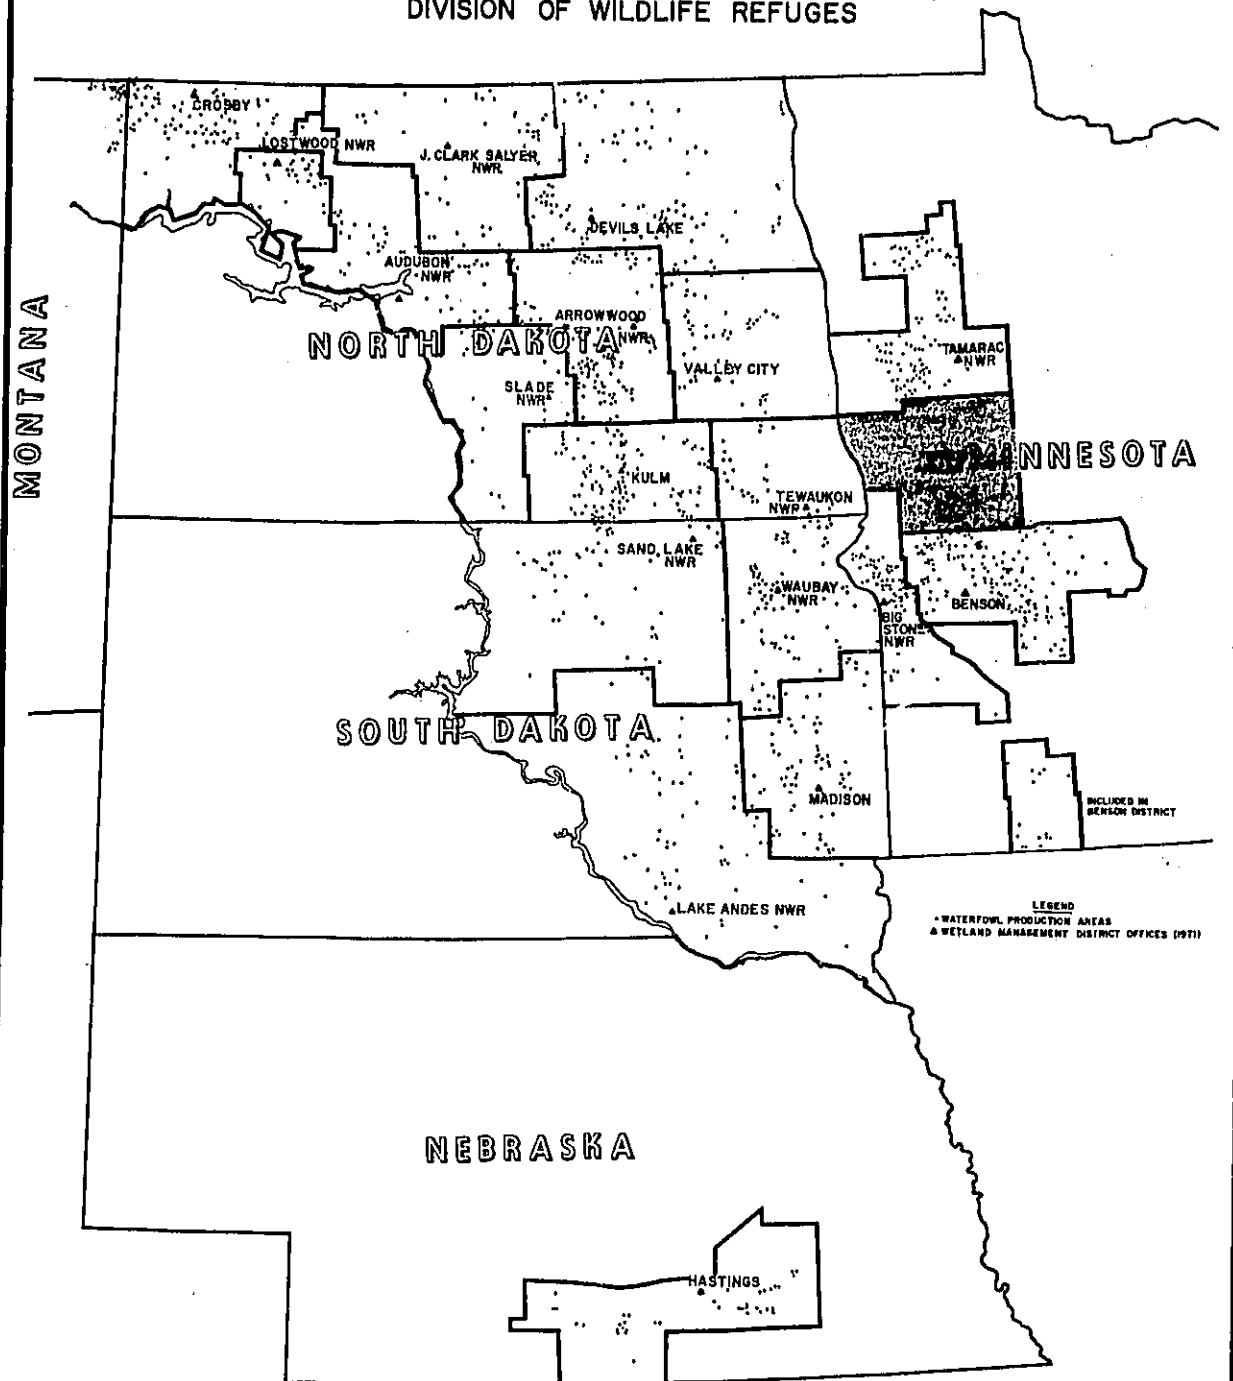 DIVISION OF WILDLIFE REFUGES
CROSBY
LOSTWOOD NWR
J. CLARK SALYER
NWR
DEVILS LAKE
AUDUBON
NWR
MONTANA
NORTH DAKOTA
ARROWWOOD
NWR
VALLEY CITY
TAMARAC
NWR
SLADE
NWR
MINNESOTA
KULM
TEWAUKON
NWR
SAND LAKE
NWR
WAUBAY
NWR
BIG
STONE
NWR
BENSON
SOUTH DAKOTA
MADISON
INCLUDED IN
BENSON DISTRICT
LAKE ANDES NWR
LEGEND
WATERFOWL PRODUCTION AREAS
WETLAND MANAGEMENT DISTRICT OFFICES (1971)
NEBRASKA
HASTINGS